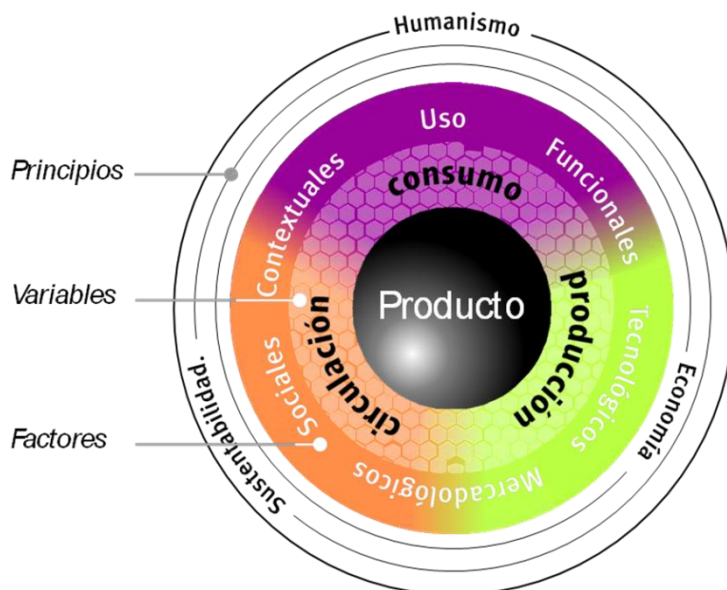 Humanismo
Uso
Principios
Contextuales
consumo
Funcionales
Variables
Producto
circulación
producción
Sociales
Tecnológicos
Economía
Factores
Mercadológicos
Sustentabilidad.